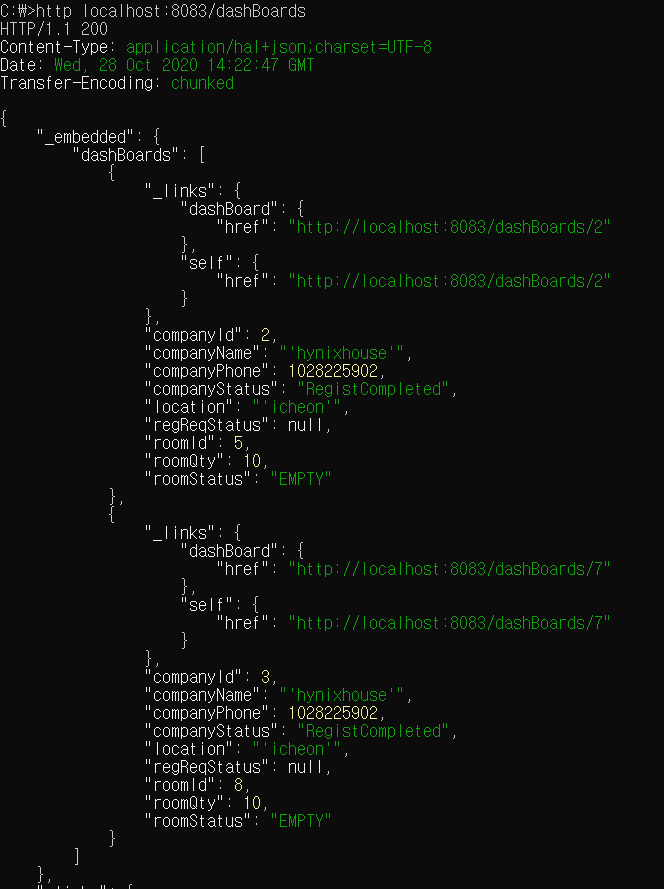 C:₩>http localhost:8083/dashBoards
HTTP/1.1 200
Content-Type: application/hal+json;charset=UTF-8
Date: Wed, 28 Oct 2020 14:22:47 GMT
Transfer-Encoding: chunked
{
    "_embedded": {
        "dashBoards": [
            {
                "_links": {
                    "dashBoard": {
                        "href": "http://localhost:8083/dashBoards/2"
                    },
                    "self": {
                        "href": "http://localhost:8083/dashBoards/2"
                    }
                },
                "companyId": 2,
                "companyName": "'hynixhouse'",
                "companyPhone": 1028225902,
                "companyStatus": "RegistCompleted",
                "location": "'icheon'",
                "regReqStatus": null,
                "roomId": 5,
                "roomQty": 10,
                "roomStatus": "EMPTY"
            },
            {
                "_links": {
                    "dashBoard": {
                        "href": "http://localhost:8083/dashBoards/7"
                    },
                    "self": {
                        "href": "http://localhost:8083/dashBoards/7"
                    }
                },
                "companyId": 3,
                "companyName": "'hynixhouse'",
                "companyPhone": 1028225902,
                "companyStatus": "RegistCompleted",
                "location": "'icheon'",
                "regReqStatus": null,
                "roomId": 8,
                "roomQty": 10,
                "roomStatus": "EMPTY"
            }
        ]
    },